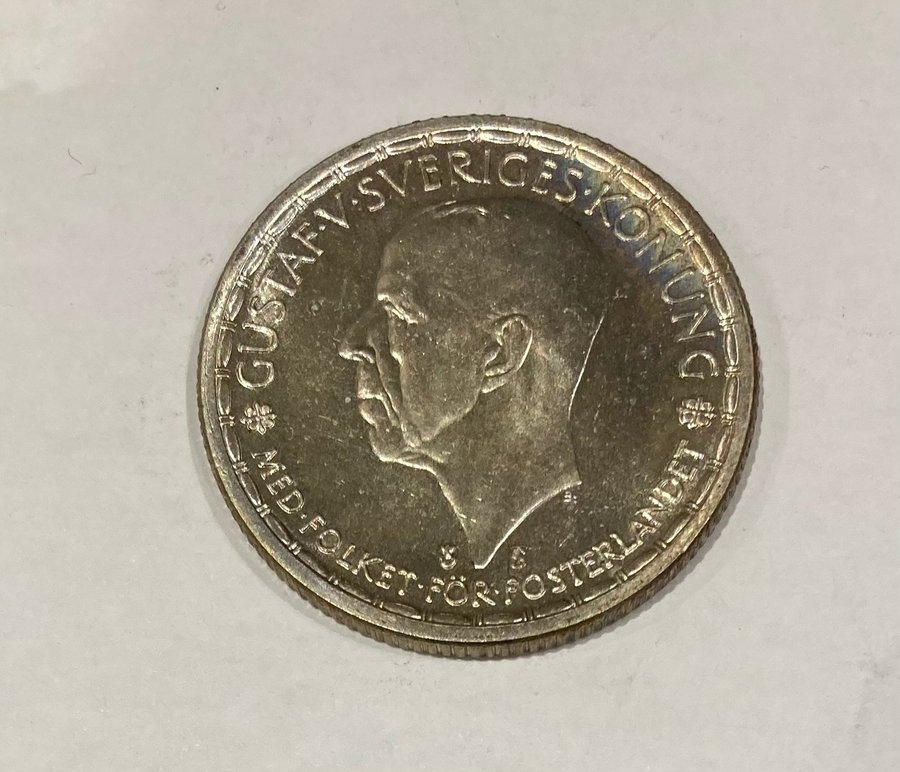 GUSTAF·V·SVERIGES·KONUNG
MED·FOLKET·FÖR·FOSTERLANDET